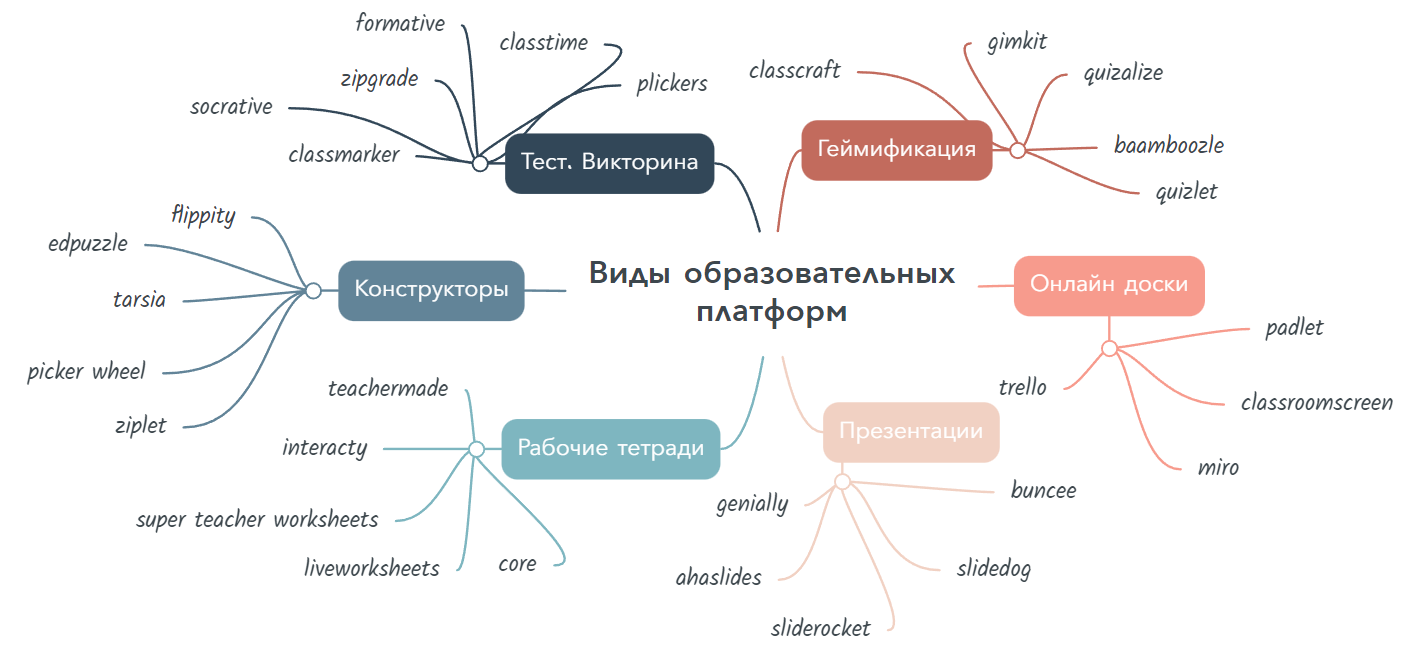 Виды образовательных
платформ
Тест. Викторина
formative
classtime
zipgrade
plickers
socrative
classmarker
Геймификация
classcraft
gimkit
quizalize
baamboozle
quizlet
Конструкторы
flippity
edpuzzle
tarsia
picker wheel
ziplet
Онлайн доски
padlet
trello
classroomscreen
miro
Рабочие тетради
teachermade
interacty
super teacher worksheets
liveworksheets
core
Презентации
genially
buncee
ahaslides
slidedog
sliderocket